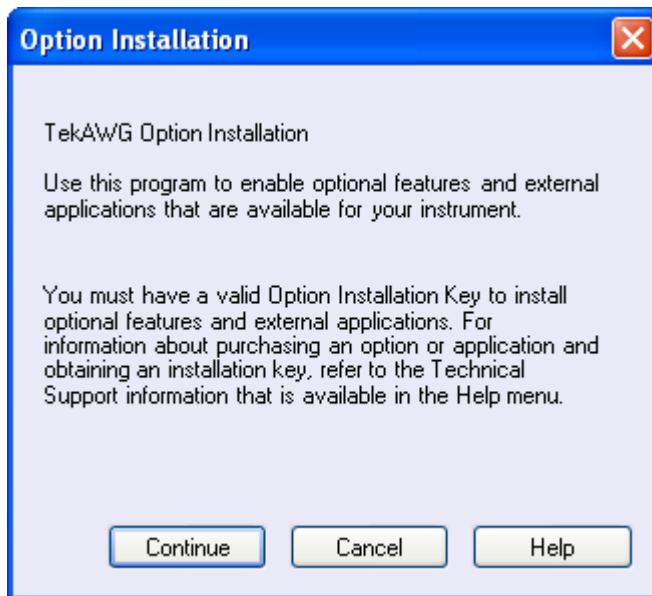 Option Installation
TekAWG Option Installation
Use this program to enable optional features and external
applications that are available for your instrument.
You must have a valid Option Installation Key to install
optional features and external applications. For
information about purchasing an option or application and
obtaining an installation key, refer to the Technical
Support information that is available in the Help menu.
Continue Cancel Help